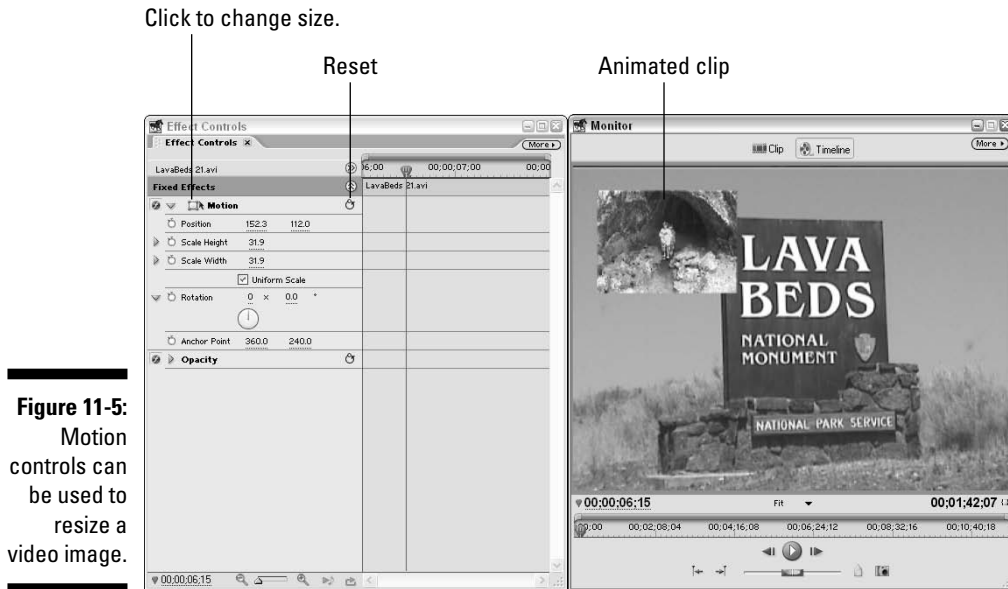 Click to change size.
Reset
Animated clip
Effect Controls
Effect Controls
More
LavaBeds 21.avi
00;00;07;00
Fixed Effects
LavaBeds 21.avi
Motion
Position 152.3 112.0
Scale Height 31.9
Scale Width 31.9
Uniform Scale
Rotation 0 x 0.0 °
Anchor Point 360.0 240.0
Opacity
00;00;06;15
Monitor
Clip Timeline More
LAVA
BEDS
NATIONAL
MONUMENT
NATIONAL PARK SERVICE
00;00;06;15 Fit 00;01;42;07
00;02;08;04 00;04;16;08 00;06;24;12 00;08;32;16 00;10;40;18
Figure 11-5:
Motion
controls can
be used to
resize a
video image.